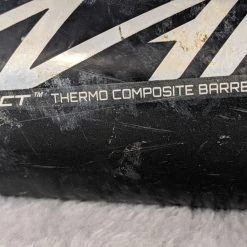 CT™ THERMO COMPOSITE BARRE